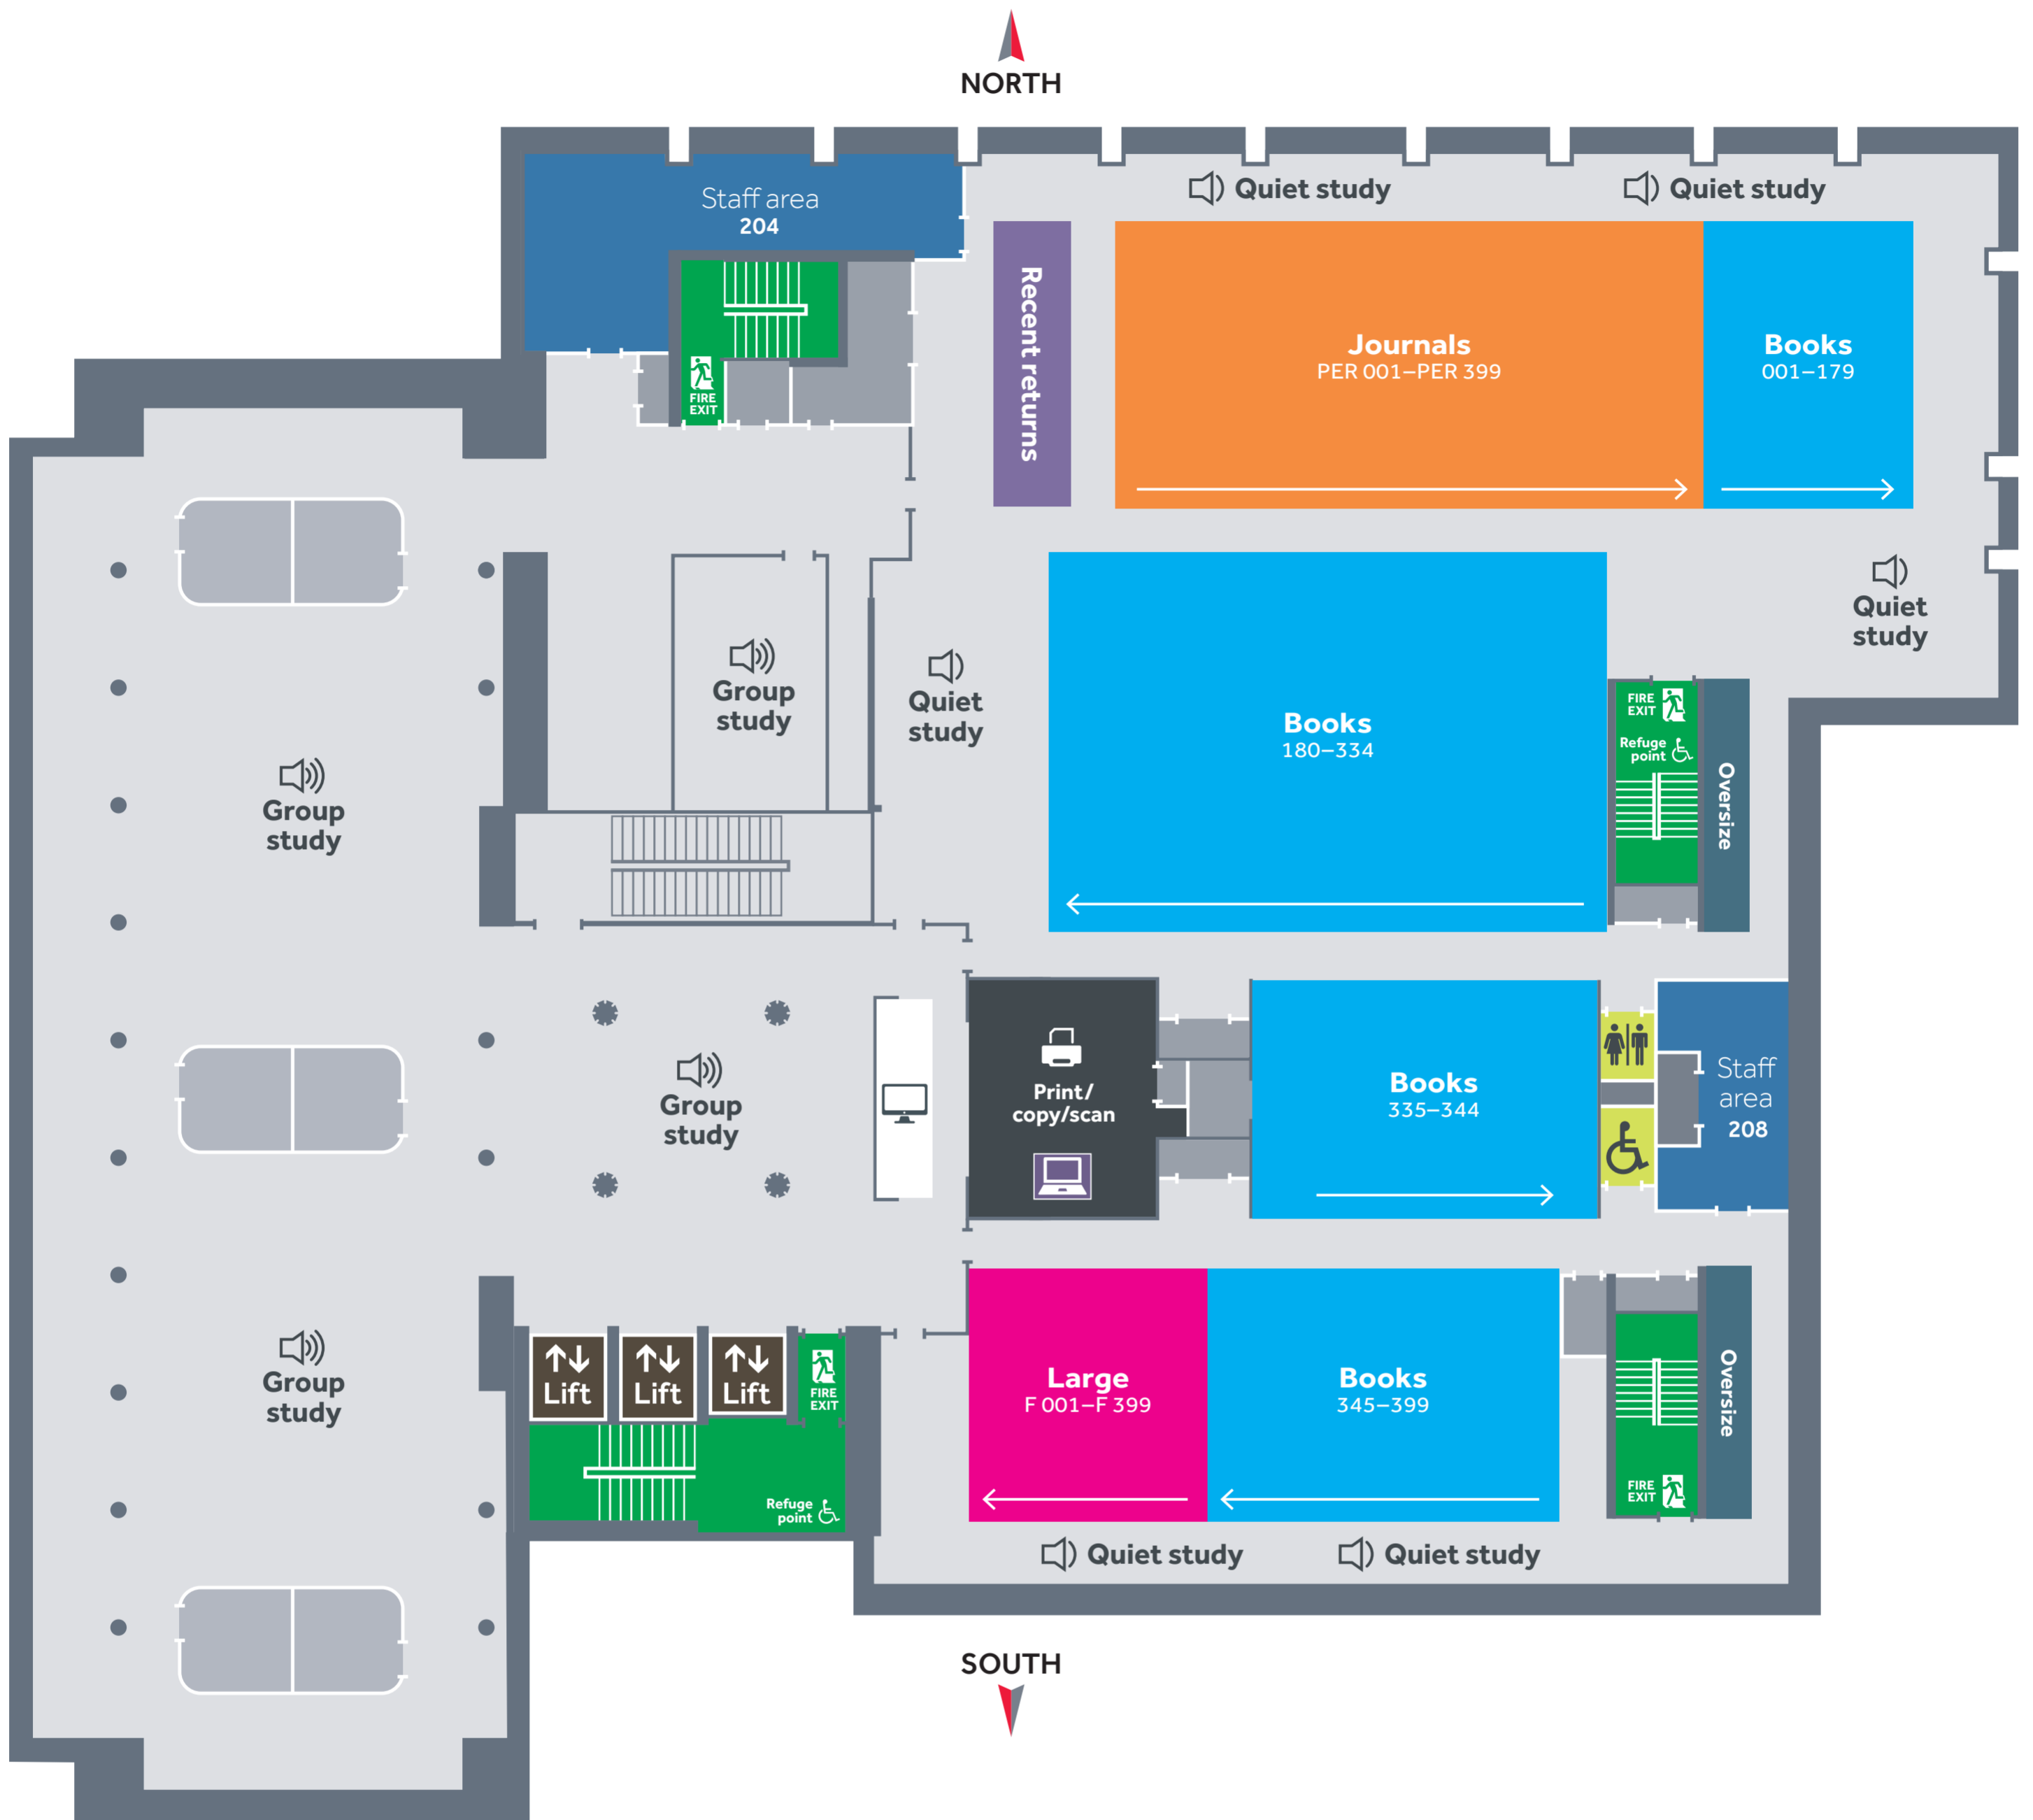 NORTH
Quiet study
Quiet study
Staff area
204
Recent returns
Journals
PER 001–PER 399
Books
001–179
FIRE
EXIT
Quiet
study
Group
study
Quiet
study
Books
180–334
FIRE
EXIT
Refuge
point
Oversize
Group
study
Group
study
Print/
copy/scan
Books
335–344
Staff
area
208
Group
study
Lift
Lift
Lift
FIRE
EXIT
Refuge
point
Large
F 001–F 399
Books
345–399
FIRE
EXIT
Oversize
Quiet study
Quiet study
SOUTH